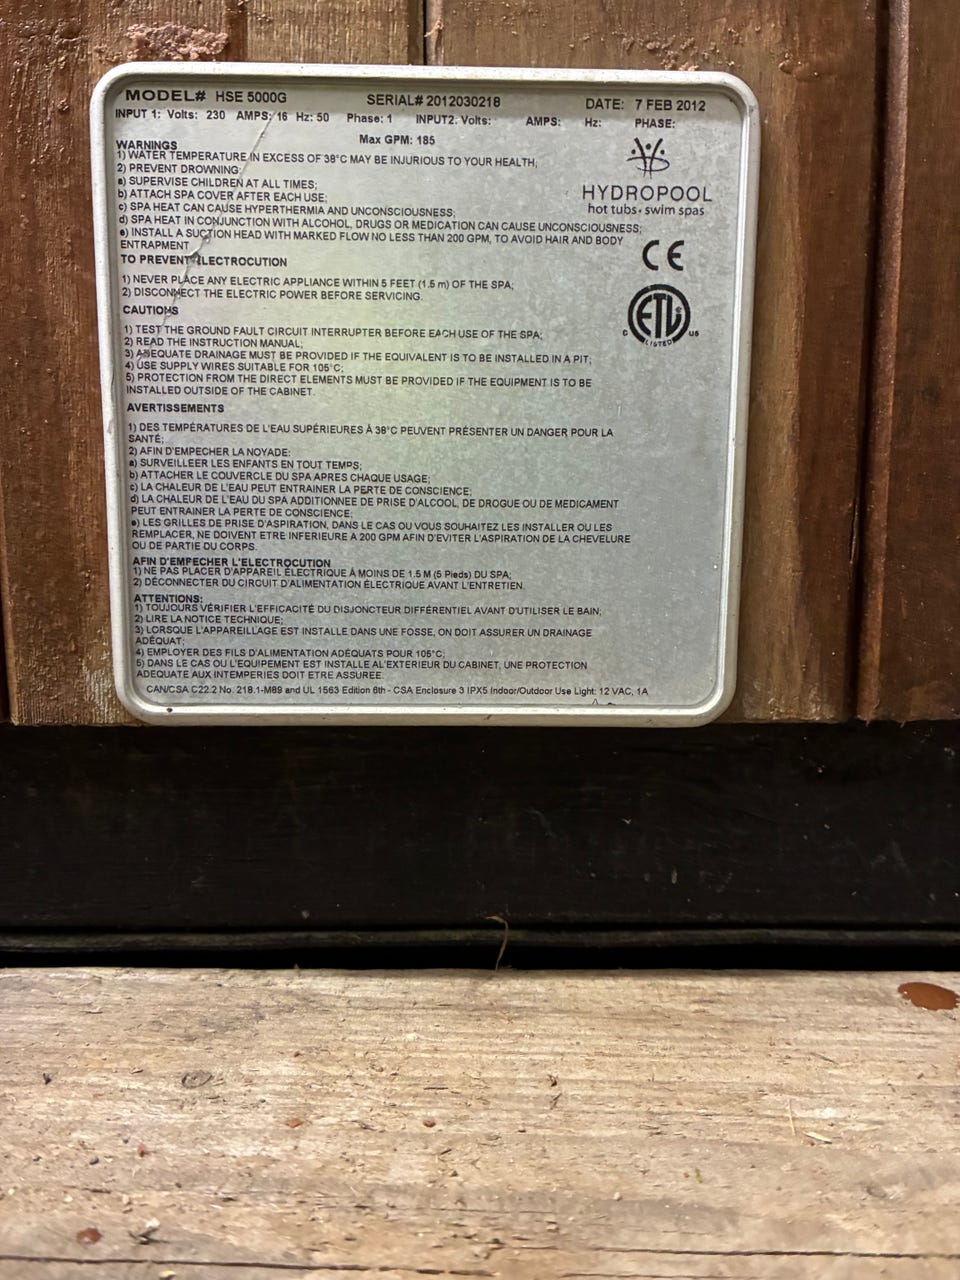 MODEL# HSE 5000G SERIAL# 2012030218 DATE: 7 FEB 2012
INPUT 1: Volts: 230 AMPS: 16 Hz: 50 Phase: 1 INPUT2. Volts: AMPS: Hz: PHASE:
Max GPM: 185
WARNINGS
1) WATER TEMPERATURE IN EXCESS OF 38°C MAY BE INJURIOUS TO YOUR HEALTH;
2) PREVENT DROWNING:
a) SUPERVISE CHILDREN AT ALL TIMES;
b) ATTACH SPA COVER AFTER EACH USE;
c) SPA HEAT CAN CAUSE HYPERTHERMIA AND UNCONSCIOUSNESS;
d) SPA HEAT IN CONJUNCTION WITH ALCOHOL, DRUGS OR MEDICATION CAN CAUSE UNCONSCIOUSNESS;
e) INSTALL A SUCTION HEAD WITH MARKED FLOW NO LESS THAN 200 GPM, TO AVOID HAIR AND BODY
ENTRAPMENT
HYDROPOOL
hot tubs • swim spas
CE
TO PREVENT ELECTROCUTION
1) NEVER PLACE ANY ELECTRIC APPLIANCE WITHIN 5 FEET (1.5 m) OF THE SPA;
2) DISCONNECT THE ELECTRIC POWER BEFORE SERVICING.
C ETL US
LISTED
CAUTIONS
1) TEST THE GROUND FAULT CIRCUIT INTERRUPTER BEFORE EACH USE OF THE SPA;
2) READ THE INSTRUCTION MANUAL;
3) ADEQUATE DRAINAGE MUST BE PROVIDED IF THE EQUIVALENT IS TO BE INSTALLED IN A PIT;
4) USE SUPPLY WIRES SUITABLE FOR 105°C;
5) PROTECTION FROM THE DIRECT ELEMENTS MUST BE PROVIDED IF THE EQUIPMENT IS TO BE
INSTALLED OUTSIDE OF THE CABINET.
AVERTISSEMENTS
1) DES TEMPÉRATURES DE L'EAU SUPÉRIEURES À 38°C PEUVENT PRÉSENTER UN DANGER POUR LA
SANTÉ;
2) AFIN D'EMPECHER LA NOYADE:
a) SURVEILLEER LES ENFANTS EN TOUT TEMPS;
b) ATTACHER LE COUVERCLE DU SPA APRES CHAQUE USAGE;
c) LA CHALEUR DE L'EAU PEUT ENTRAINER LA PERTE DE CONSCIENCE;
d) LA CHALEUR DE L'EAU DU SPA ADDITIONNEE DE PRISE D'ALCOOL, DE DROGUE OU DE MEDICAMENT
PEUT ENTRAINER LA PERTE DE CONSCIENCE;
e) LES GRILLES DE PRISE D'ASPIRATION, DANS LE CAS OU VOUS SOUHAITEZ LES INSTALLER OU LES
REMPLACER, NE DOIVENT ETRE INFERIEURE A 200 GPM AFIN D'EVITER L'ASPIRATION DE LA CHEVELURE
OU DE PARTIE DU CORPS.
AFIN D'EMPECHER L'ELECTROCUTION
1) NE PAS PLACER D'APPAREIL ÉLECTRIQUE À MOINS DE 1.5 M (5 Pieds) DU SPA;
2) DÉCONNECTER DU CIRCUIT D'ALIMENTATION ÉLECTRIQUE AVANT L'ENTRETIEN.
ATTENTIONS:
1) TOUJOURS VÉRIFIER L'EFFICACITÉ DU DISJONCTEUR DIFFÉRENTIEL AVANT D'UTILISER LE BAIN;
2) LIRE LA NOTICE TECHNIQUE;
3) LORSQUE L'APPAREILLAGE EST INSTALLE DANS UNE FOSSE, ON DOIT ASSURER UN DRAINAGE
ADÉQUAT;
4) EMPLOYER DES FILS D'ALIMENTATION ADÉQUATS POUR 105°C;
5) DANS LE CAS OU L'EQUIPEMENT EST INSTALLE A L'EXTERIEUR DU CABINET, UNE PROTECTION
ADEQUATE AUX INTEMPERIES DOIT ETRE ASSUREE.
CAN/CSA C22.2 No. 218.1-M89 and UL 1563 Edition 6th - CSA Enclosure 3 IPX5 Indoor/Outdoor Use Light: 12 VAC, 1A